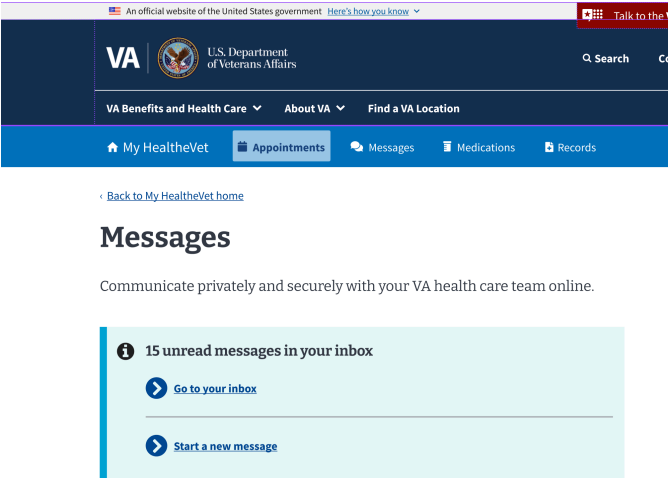 An official website of the United States government Here's how you know
Talk to the
VA
U.S. Department
of Veterans Affairs
Search
VA Benefits and Health Care
About VA
Find a VA Location
My HealtheVet
Appointments
Messages
Medications
Records
‹ Back to My HealtheVet home
Messages
Communicate privately and securely with your VA health care team online.
15 unread messages in your inbox
Go to your inbox
Start a new message